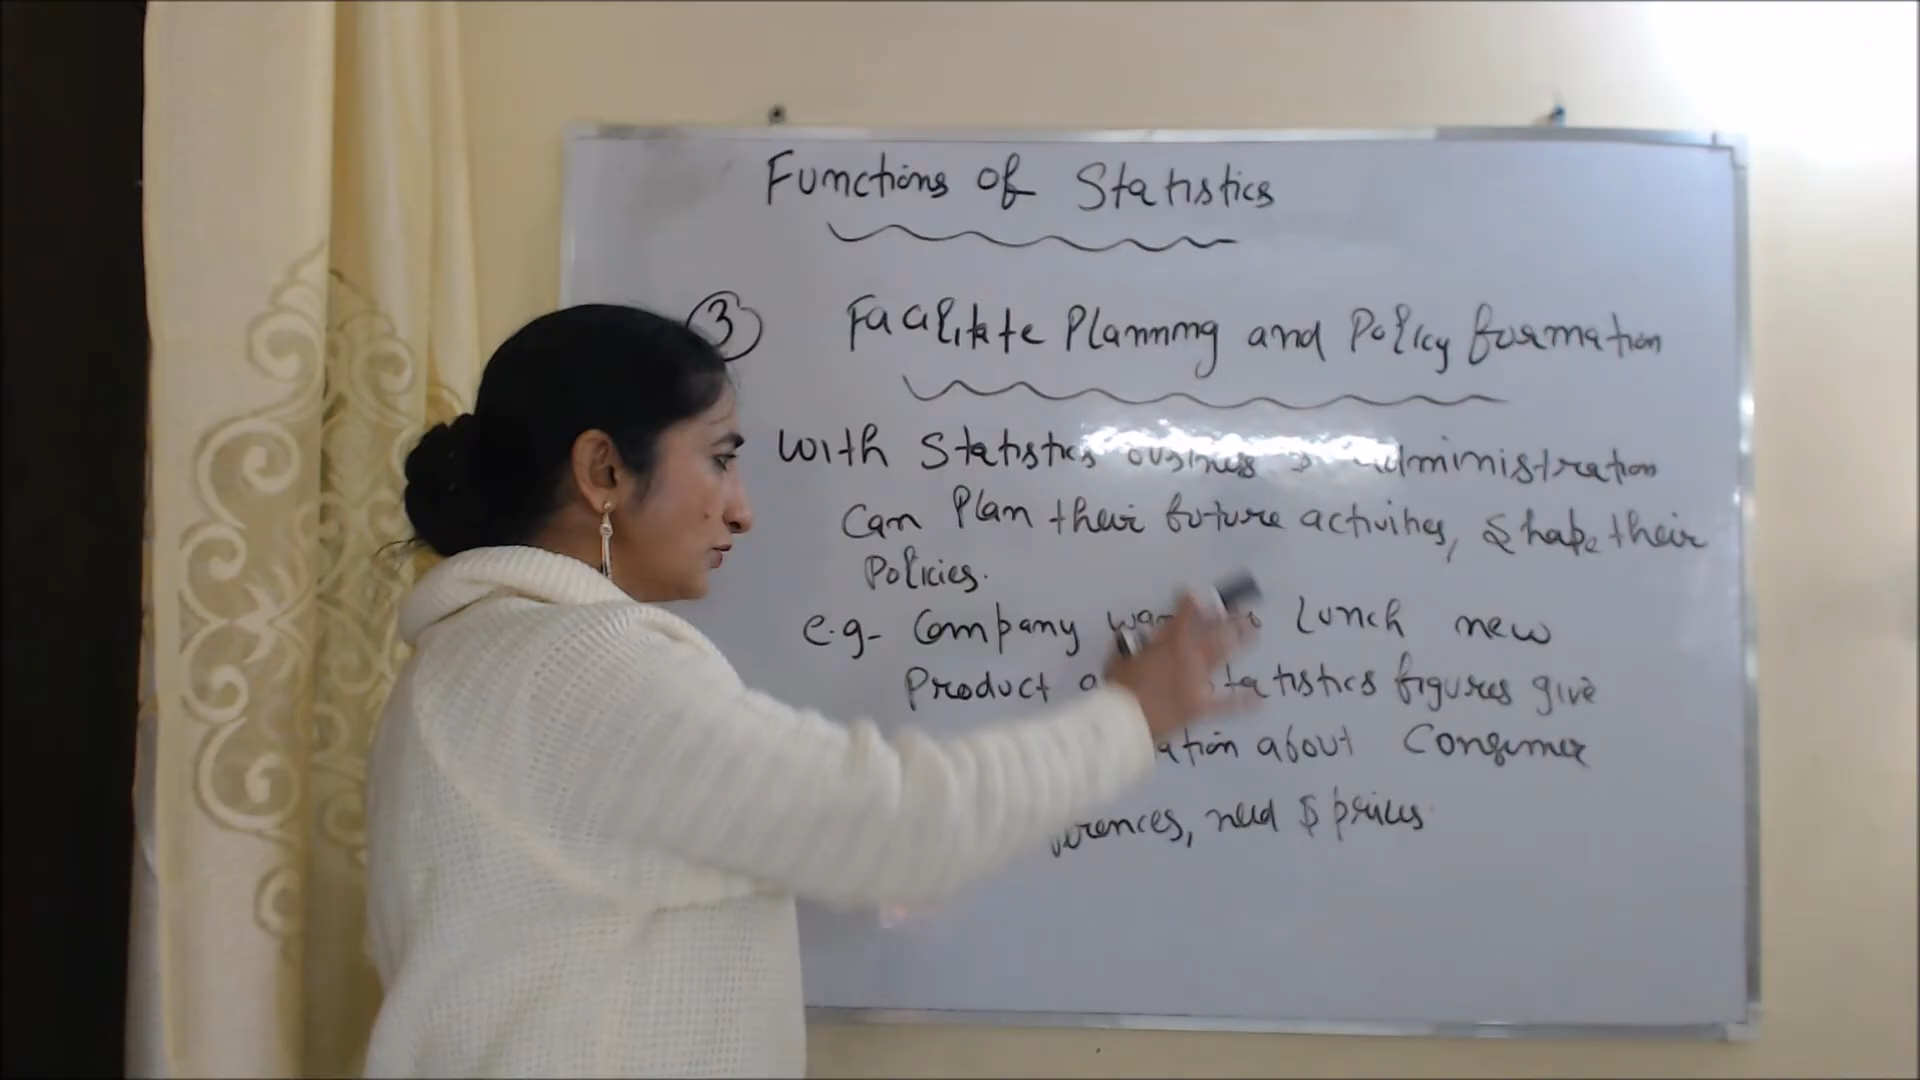 Functions of Statistics
3 Facilitate Planning and Policy formation
With Statistics business & administration
Can Plan their future activities, Shape their
Policies.
e.g- Company Lunch new
Product statistics figures give
about Consumer
need & prices